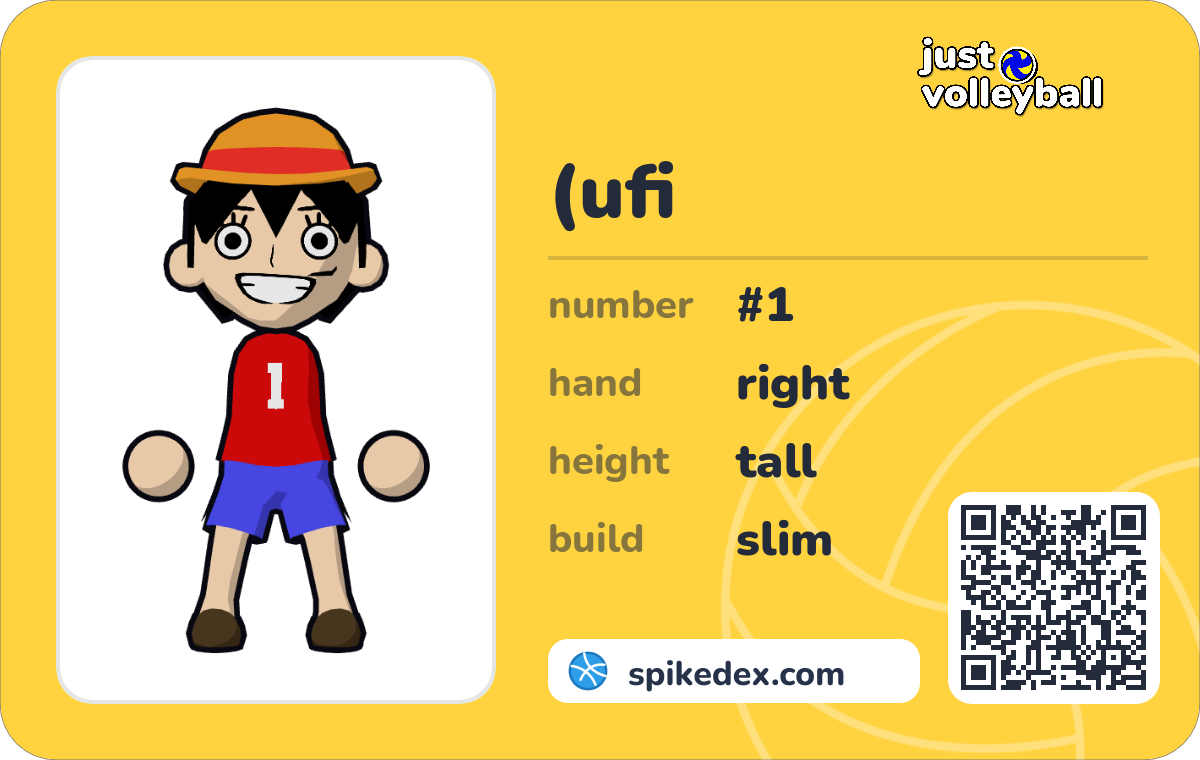 just
volleyball
(ufi
number #1
hand right
height tall
build slim
1
spikedex.com